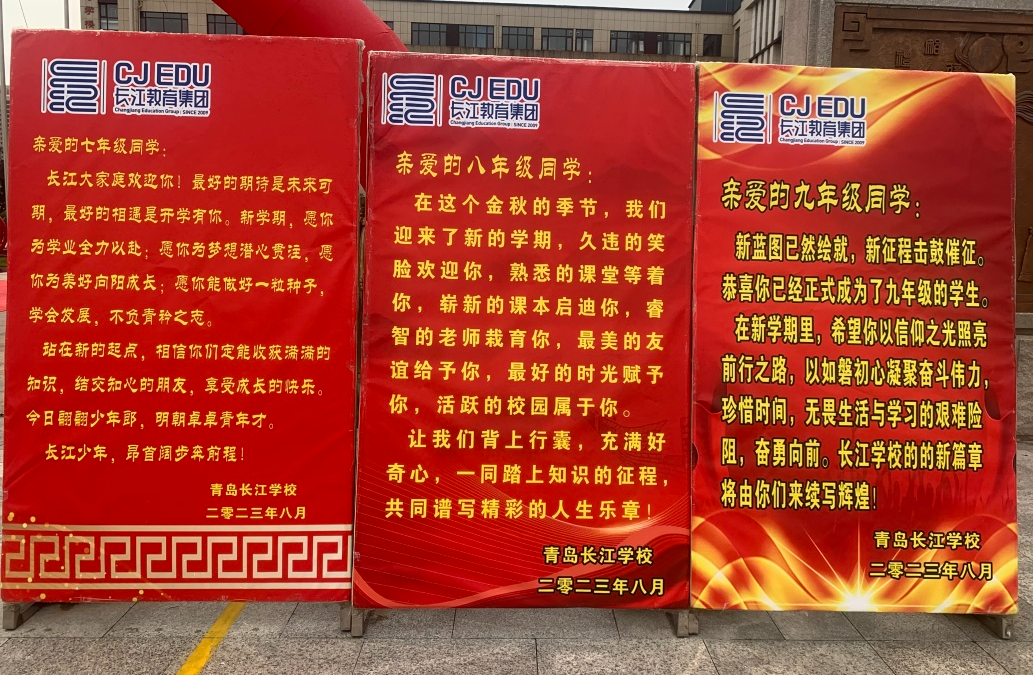 CJ EDU
长江教育集团
Changjiang Education Group | SINCE 2009
亲爱的七年级同学：
长江大家庭欢迎你！最好的期待是未来可
期，最好的相遇是开学有你。新学期，愿你
为学业全力以赴；愿你为梦想潜心贯注，愿
你为美好向阳成长；愿你能做好一粒种子，
学会发展，不负青衿之志。
站在新的起点，相信你们定能收获满满的
知识，结交知心的朋友，享受成长的快乐。
今日翩翩少年郎，明朝卓卓青年才。
长江少年，昂首阔步奔前程！
青岛长江学校
二零二三年八月
CJ EDU
长江教育集团
Changjiang Education Group | SINCE 2009
亲爱的八年级同学：
在这个金秋的季节，我们
迎来了新的学期，久违的笑
脸欢迎你，熟悉的课堂等着
你，崭新的课本启迪你，睿
智的老师栽育你，最美的友
谊给予你，最好的时光赋予
你，活跃的校园属于你。
让我们背上行囊，充满好
奇心，一同踏上知识的征程，
共同谱写精彩的人生乐章！
青岛长江学校
二零二三年八月
CJ EDU
长江教育集团
Changjiang Education Group | SINCE 2009
亲爱的九年级同学：
新蓝图已然绘就，新征程击鼓催征。
恭喜你已经正式成为了九年级的学生。
在新学期里，希望你以信仰之光照亮
前行之路，以如磐初心凝聚奋斗伟力，
珍惜时间，无畏生活与学习的艰难险
阻，奋勇向前。长江学校的的新篇章
将由你们来续写辉煌！
青岛长江学校
二零二三年八月